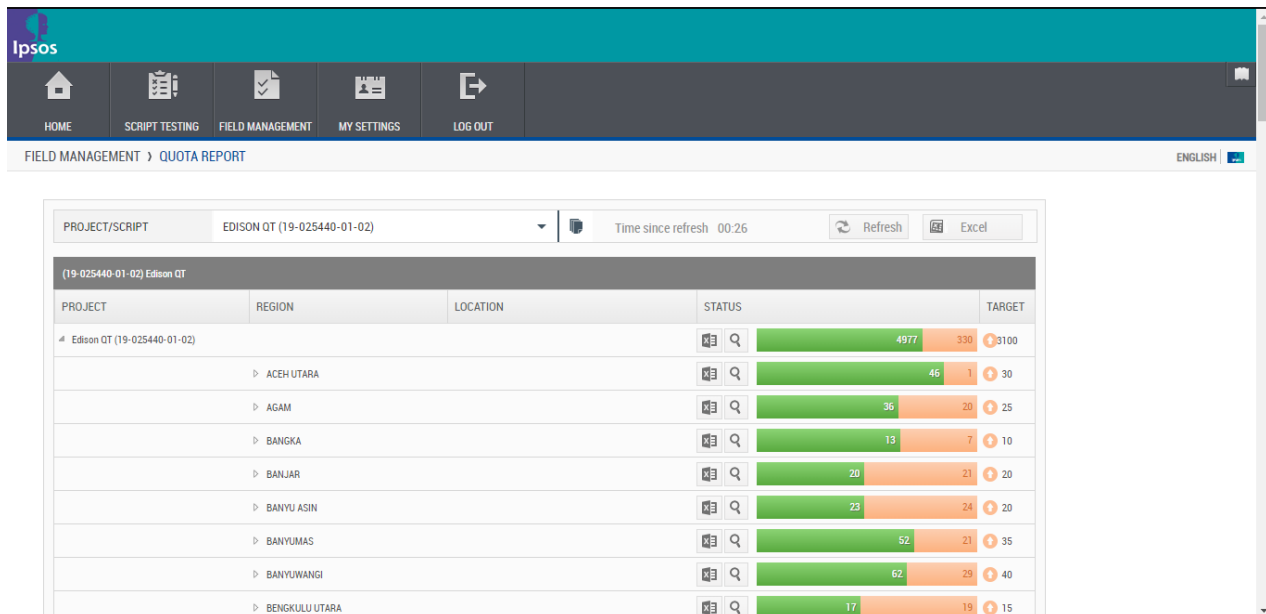 Ipsos
HOME SCRIPT TESTING FIELD MANAGEMENT MY SETTINGS LOG OUT
FIELD MANAGEMENT › QUOTA REPORT ENGLISH
PROJECT/SCRIPT EDISON QT (19-025440-01-02) Time since refresh 00:26 Refresh Excel
(19-025440-01-02) Edison QT
PROJECT REGION LOCATION STATUS TARGET
Edison QT (19-025440-01-02) 4977 330 3100
ACEH UTARA 46 1 30
AGAM 36 20 25
BANGKA 13 7 10
BANJAR 20 21 20
BANYU ASIN 23 24 20
BANYUMAS 52 21 35
BANYUWANGI 62 29 40
BENGKULU UTARA 17 19 15